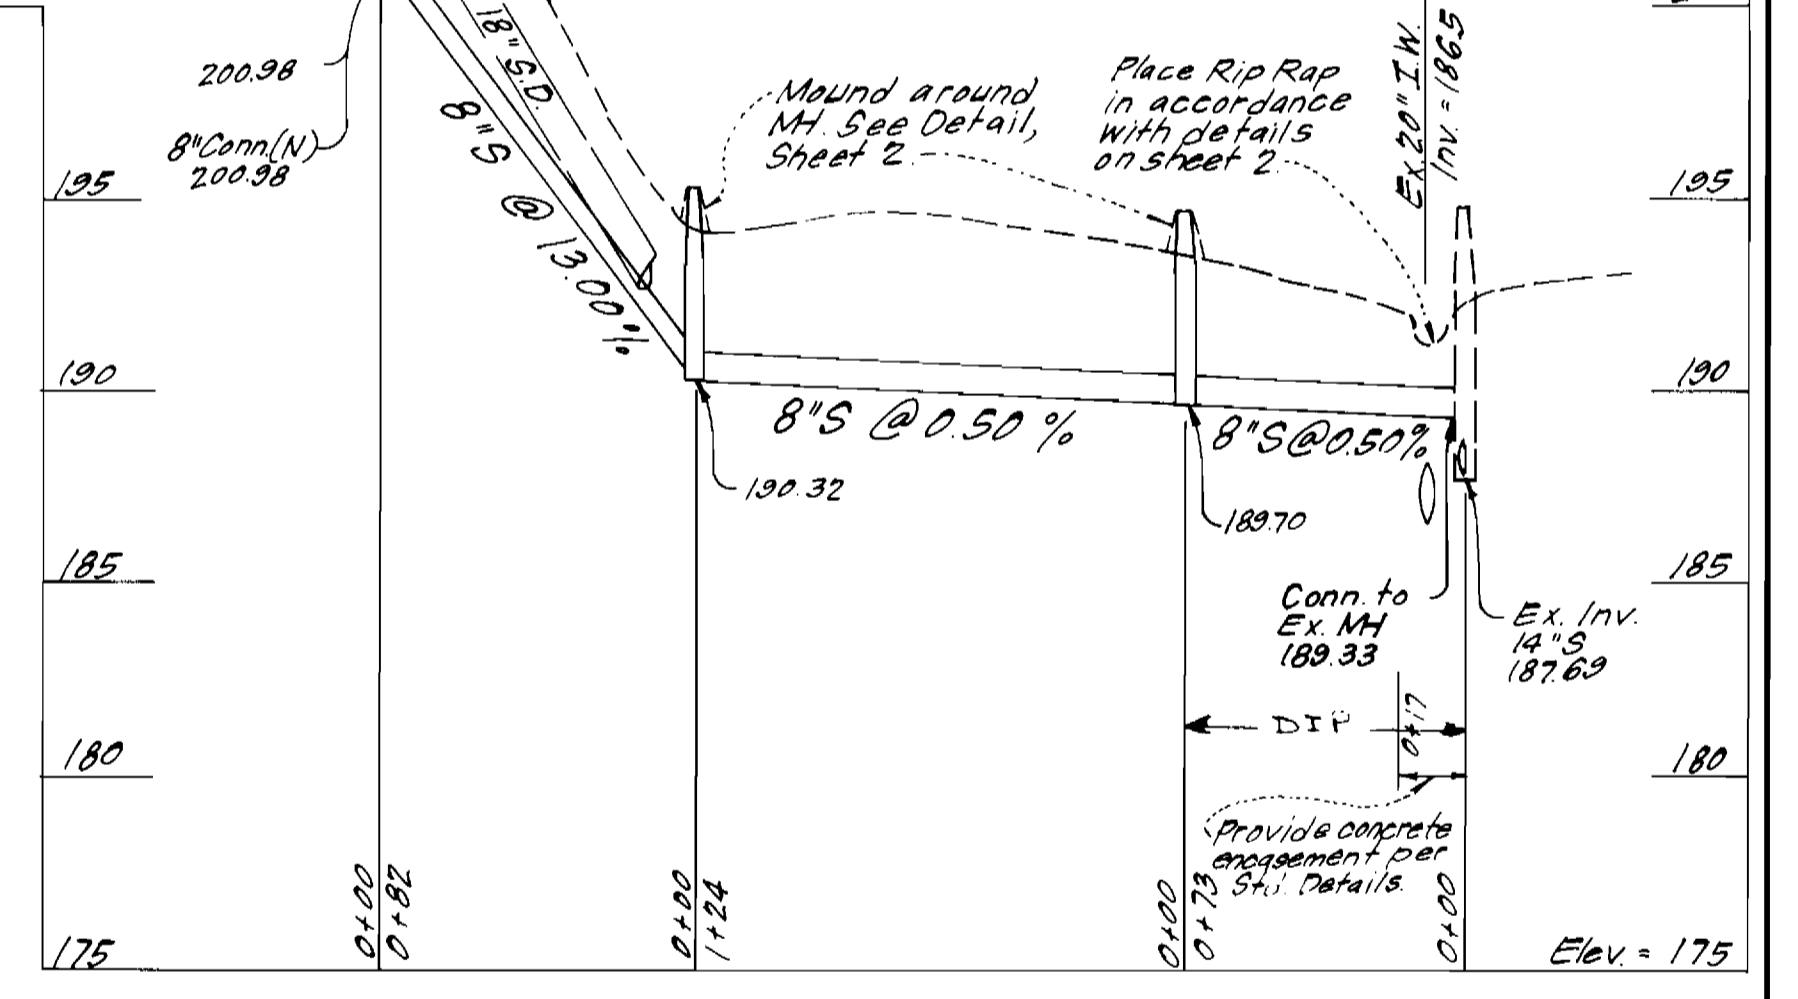 200.98
8"Conn.(N)
200.98
18" S.D.
8"S @ 13.00%
Mound around
MH. See Detail,
Sheet 2.
Place Rip Rap
in accordance
with details
on sheet 2.
Ex 20" I.W.
Inv. = 186.5
195
195
190
190
8"S @ 0.50 %
8"S@0.50%
190.32
189.70
185
185
Conn. to
Ex. MH
189.33
Ex. Inv.
14"S
187.69
DIP
0+17
180
180
Provide concrete
encasement per
Std. Details.
0+00
0+82
0+00
1+24
0+00
0+73
0+00
175
Elev. = 175